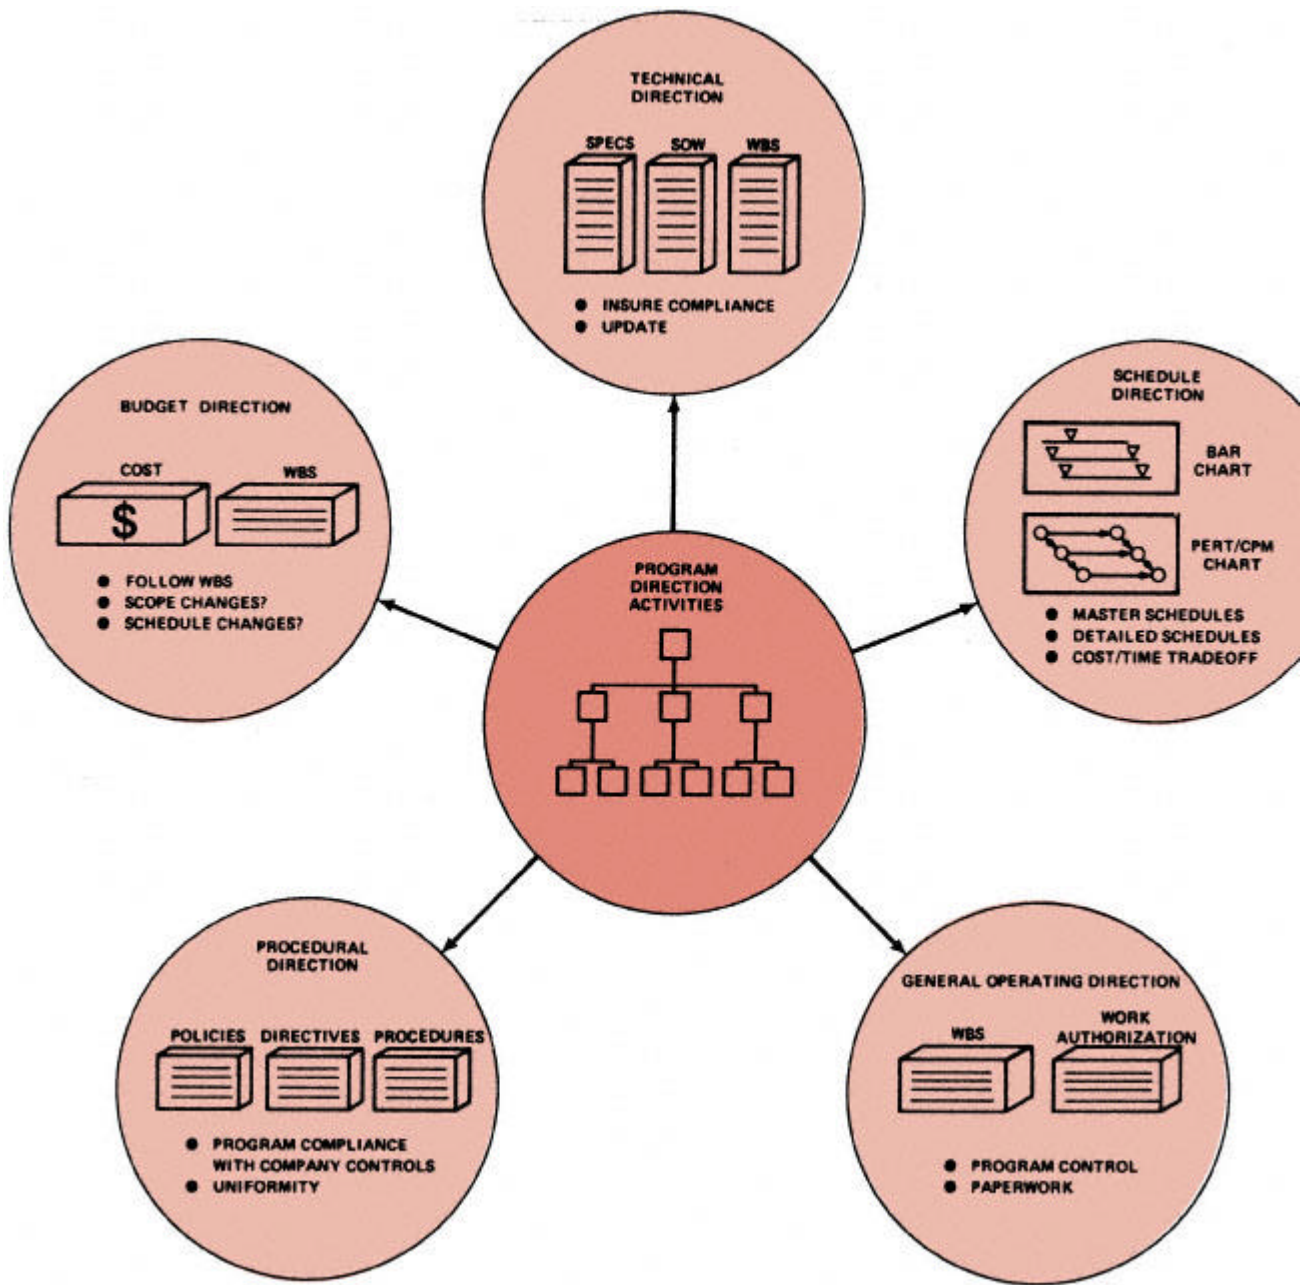 TECHNICAL
DIRECTION
SPECS SOW WBS
● INSURE COMPLIANCE
● UPDATE
BUDGET DIRECTION
COST WBS
$
● FOLLOW WBS
● SCOPE CHANGES?
● SCHEDULE CHANGES?
SCHEDULE
DIRECTION
BAR
CHART
PERT/CPM
CHART
● MASTER SCHEDULES
● DETAILED SCHEDULES
● COST/TIME TRADEOFF
PROGRAM
DIRECTION
ACTIVITIES
PROCEDURAL
DIRECTION
POLICIES DIRECTIVES PROCEDURES
● PROGRAM COMPLIANCE
WITH COMPANY CONTROLS
● UNIFORMITY
GENERAL OPERATING DIRECTION
WBS
WORK
AUTHORIZATION
● PROGRAM CONTROL
● PAPERWORK